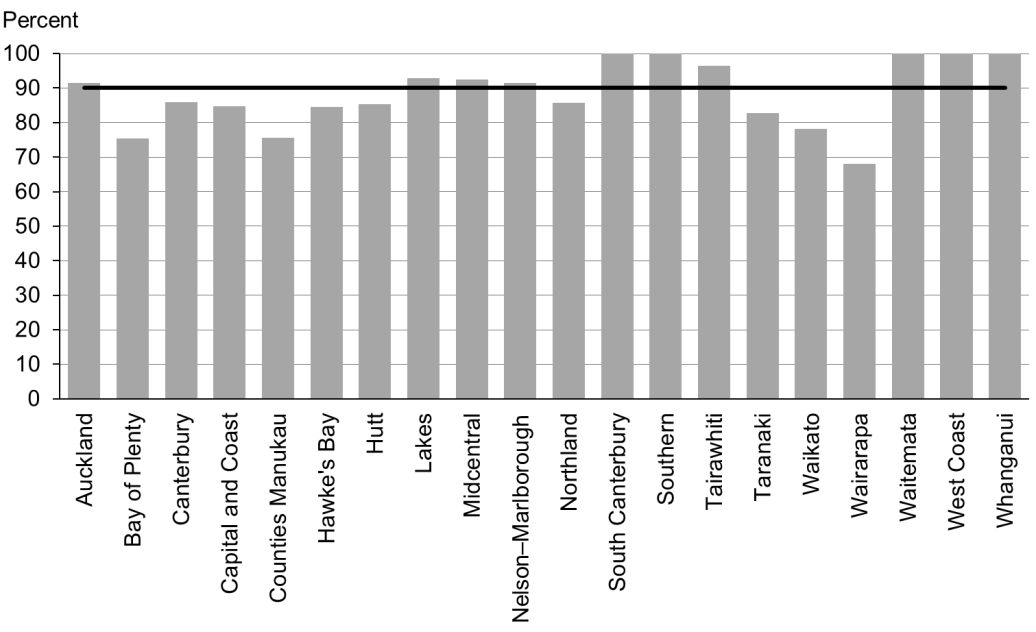 Percent
100
90
80
70
60
50
40
30
20
10
0
Auckland
Bay of Plenty
Canterbury
Capital and Coast
Counties Manukau
Hawke's Bay
Hutt
Lakes
Midcentral
Nelson–Marlborough
Northland
South Canterbury
Southern
Tairawhiti
Taranaki
Waikato
Wairarapa
Waitemata
West Coast
Whanganui